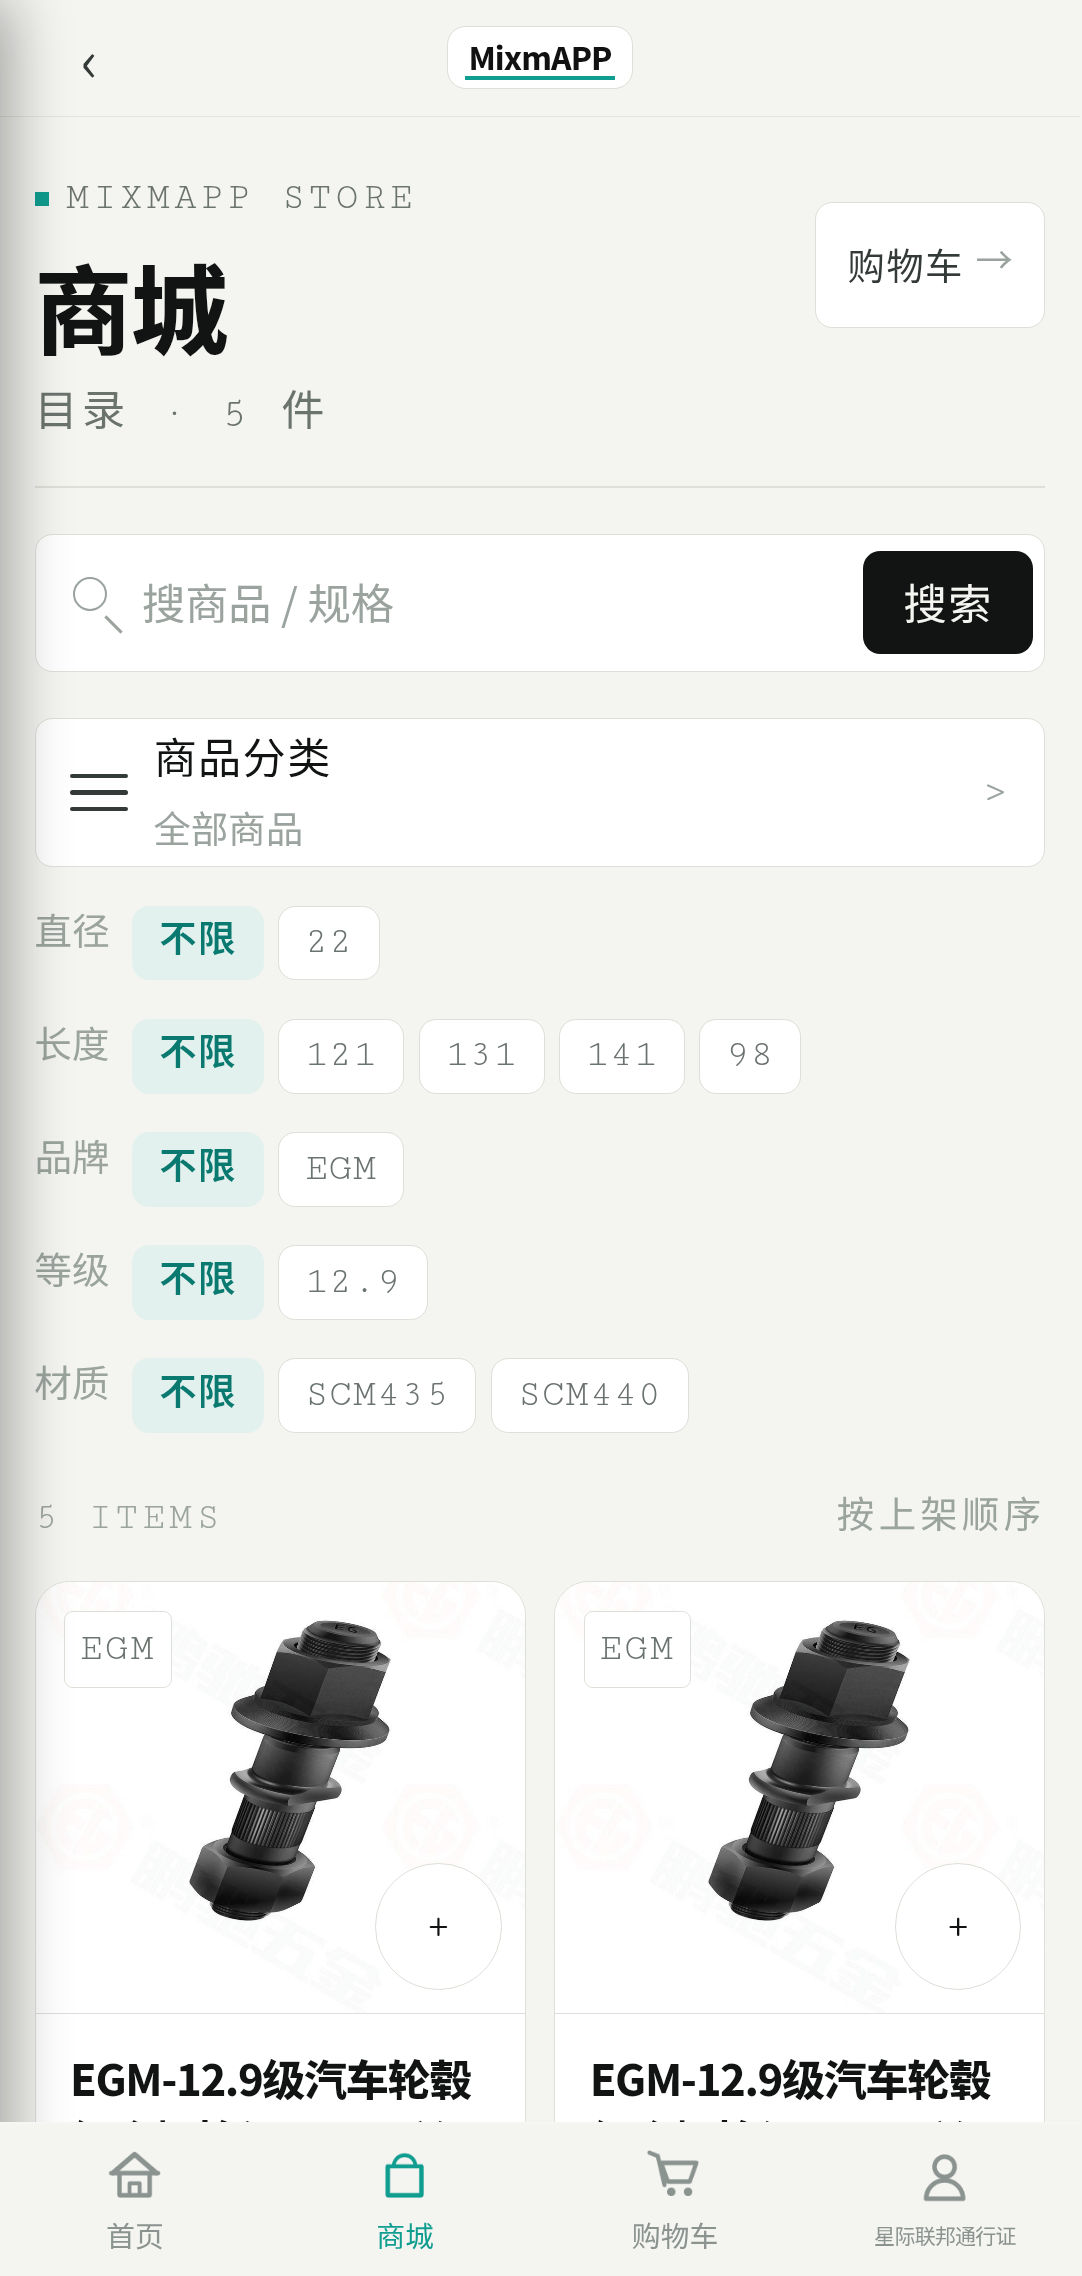 ‹
MixmAPP
MIXMAPP STORE
商城
购物车 →
目录 · 5 件
搜商品 / 规格
搜索
商品分类
全部商品
>
直径 不限 22
长度 不限 121 131 141 98
品牌 不限 EGM
等级 不限 12.9
材质 不限 SCM435 SCM440
5 ITEMS
按上架顺序
EGM
EGM
+
+
EGM-12.9级汽车轮毂
EGM-12.9级汽车轮毂
首页
商城
购物车
星际联邦通行证